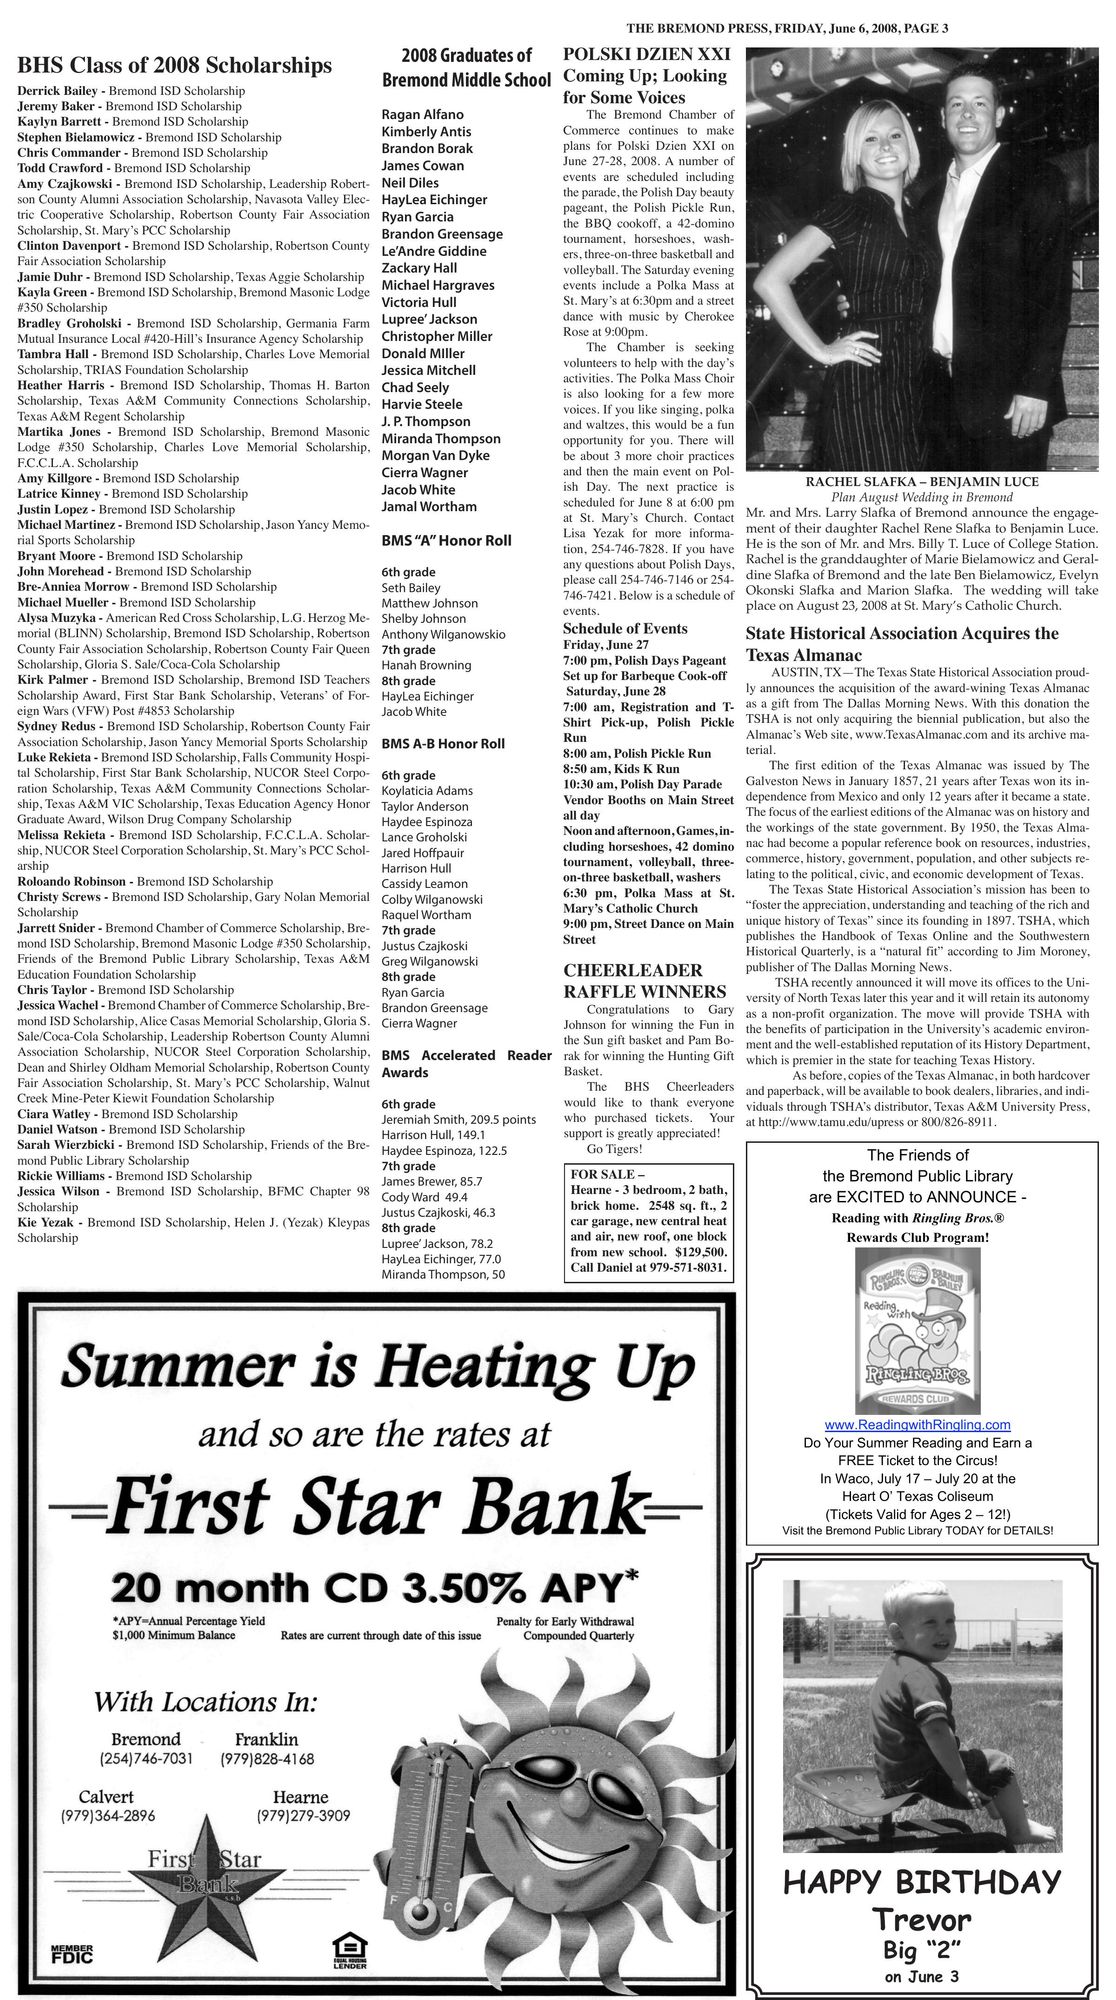 THE BREMOND PRESS, FRIDAY, June 6, 2008, PAGE 3
BHS Class of 2008 Scholarships
Derrick Bailey - Bremond ISD Scholarship
Jeremy Baker - Bremond ISD Scholarship
Kaylyn Barrett - Bremond ISD Scholarship
Stephen Bielamowicz - Bremond ISD Scholarship
Chris Commander - Bremond ISD Scholarship
Todd Crawford - Bremond ISD Scholarship
Amy Czajkowski - Bremond ISD Scholarship, Leadership Robert-
son County Alumni Association Scholarship, Navasota Valley Elec-
tric Cooperative Scholarship, Robertson County Fair Association
Scholarship, St. Mary's PCC Scholarship
Clinton Davenport - Bremond ISD Scholarship, Robertson County
Fair Association Scholarship
Jamie Duhr - Bremond ISD Scholarship, Texas Aggie Scholarship
Kayla Green - Bremond ISD Scholarship, Bremond Masonic Lodge
#350 Scholarship
Bradley Groholski - Bremond ISD Scholarship, Germania Farm
Mutual Insurance Local #420-Hill's Insurance Agency Scholarship
Tambra Hall - Bremond ISD Scholarship, Charles Love Memorial
Scholarship, TRIAS Foundation Scholarship
Heather Harris - Bremond ISD Scholarship, Thomas H. Barton
Scholarship, Texas A&M Community Connections Scholarship,
Texas A&M Regent Scholarship
Martika Jones - Bremond ISD Scholarship, Bremond Masonic
Lodge #350 Scholarship, Charles Love Memorial Scholarship,
F.C.C.L.A. Scholarship
Amy Killgore - Bremond ISD Scholarship
Latrice Kinney - Bremond ISD Scholarship
Justin Lopez - Bremond ISD Scholarship
Michael Martinez - Bremond ISD Scholarship, Jason Yancy Memo-
rial Sports Scholarship
Bryant Moore - Bremond ISD Scholarship
John Morehead - Bremond ISD Scholarship
Bre-Anniea Morrow - Bremond ISD Scholarship
Michael Mueller - Bremond ISD Scholarship
Alysa Muzyka - American Red Cross Scholarship, L.G. Herzog Me-
morial (BLINN) Scholarship, Bremond ISD Scholarship, Robertson
County Fair Association Scholarship, Robertson County Fair Queen
Scholarship, Gloria S. Sale/Coca-Cola Scholarship
Kirk Palmer - Bremond ISD Scholarship, Bremond ISD Teachers
Scholarship Award, First Star Bank Scholarship, Veterans' of For-
eign Wars (VFW) Post #4853 Scholarship
Sydney Redus - Bremond ISD Scholarship, Robertson County Fair
Association Scholarship, Jason Yancy Memorial Sports Scholarship
Luke Rekieta - Bremond ISD Scholarship, Falls Community Hospi-
tal Scholarship, First Star Bank Scholarship, NUCOR Steel Corpo-
ration Scholarship, Texas A&M Community Connections Scholar-
ship, Texas A&M VIC Scholarship, Texas Education Agency Honor
Graduate Award, Wilson Drug Company Scholarship
Melissa Rekieta - Bremond ISD Scholarship, F.C.C.L.A. Scholar-
ship, NUCOR Steel Corporation Scholarship, St. Mary's PCC Schol-
arship
Roloando Robinson - Bremond ISD Scholarship
Christy Screws - Bremond ISD Scholarship, Gary Nolan Memorial
Scholarship
Jarrett Snider - Bremond Chamber of Commerce Scholarship, Bre-
mond ISD Scholarship, Bremond Masonic Lodge #350 Scholarship,
Friends of the Bremond Public Library Scholarship, Texas A&M
Education Foundation Scholarship
Chris Taylor - Bremond ISD Scholarship
Jessica Wachel - Bremond Chamber of Commerce Scholarship, Bre-
mond ISD Scholarship, Alice Casas Memorial Scholarship, Gloria S.
Sale/Coca-Cola Scholarship, Leadership Robertson County Alumni
Association Scholarship, NUCOR Steel Corporation Scholarship,
Dean and Shirley Oldham Memorial Scholarship, Robertson County
Fair Association Scholarship, St. Mary's PCC Scholarship, Walnut
Creek Mine-Peter Kiewit Foundation Scholarship
Ciara Watley - Bremond ISD Scholarship
Daniel Watson - Bremond ISD Scholarship
Sarah Wierzbicki - Bremond ISD Scholarship, Friends of the Bre-
mond Public Library Scholarship
Rickie Williams - Bremond ISD Scholarship
Jessica Wilson - Bremond ISD Scholarship, BFMC Chapter 98
Scholarship
Kie Yezak - Bremond ISD Scholarship, Helen J. (Yezak) Kleypas
Scholarship
2008 Graduates of
Bremond Middle School
Ragan Alfano
Kimberly Antis
Brandon Borak
James Cowan
Neil Diles
HayLea Eichinger
Ryan Garcia
Brandon Greensage
Le'Andre Giddine
Zackary Hall
Michael Hargraves
Victoria Hull
Lupree' Jackson
Christopher Miller
Donald MIller
Jessica Mitchell
Chad Seely
Harvie Steele
J. P. Thompson
Miranda Thompson
Morgan Van Dyke
Cierra Wagner
Jacob White
Jamal Wortham
BMS "A" Honor Roll
6th grade
Seth Bailey
Matthew Johnson
Shelby Johnson
Anthony Wilganowskio
7th grade
Hanah Browning
8th grade
HayLea Eichinger
Jacob White
BMS A-B Honor Roll
6th grade
Koylaticia Adams
Taylor Anderson
Haydee Espinoza
Lance Groholski
Jared Hoffpauir
Harrison Hull
Cassidy Leamon
Colby Wilganowski
Raquel Wortham
7th grade
Justus Czajkoski
Greg Wilganowski
8th grade
Ryan Garcia
Brandon Greensage
Cierra Wagner
BMS Accelerated Reader
Awards
6th grade
Jeremiah Smith, 209.5 points
Harrison Hull, 149.1
Haydee Espinoza, 122.5
7th grade
James Brewer, 85.7
Cody Ward 49.4
Justus Czajkoski, 46.3
8th grade
Lupree' Jackson, 78.2
HayLea Eichinger, 77.0
Miranda Thompson, 50
POLSKI DZIEN XXI
Coming Up; Looking
for Some Voices
The Bremond Chamber of
Commerce continues to make
plans for Polski Dzien XXI on
June 27-28, 2008. A number of
events are scheduled including
the parade, the Polish Day beauty
pageant, the Polish Pickle Run,
the BBQ cookoff, a 42-domino
tournament, horseshoes, wash-
ers, three-on-three basketball and
volleyball. The Saturday evening
events include a Polka Mass at
St. Mary's at 6:30pm and a street
dance with music by Cherokee
Rose at 9:00pm.
The Chamber is seeking
volunteers to help with the day's
activities. The Polka Mass Choir
is also looking for a few more
voices. If you like singing, polka
and waltzes, this would be a fun
opportunity for you. There will
be about 3 more choir practices
and then the main event on Pol-
ish Day. The next practice is
scheduled for June 8 at 6:00 pm
at St. Mary's Church. Contact
Lisa Yezak for more informa-
tion, 254-746-7828. If you have
any questions about Polish Days,
please call 254-746-7146 or 254-
746-7421. Below is a schedule of
events.
Schedule of Events
Friday, June 27
7:00 pm, Polish Days Pageant
Set up for Barbeque Cook-off
Saturday, June 28
7:00 am, Registration and T-
Shirt Pick-up, Polish Pickle
Run
8:00 am, Polish Pickle Run
8:50 am, Kids K Run
10:30 am, Polish Day Parade
Vendor Booths on Main Street
all day
Noon and afternoon, Games, in-
cluding horseshoes, 42 domino
tournament, volleyball, three-
on-three basketball, washers
6:30 pm, Polka Mass at St.
Mary's Catholic Church
9:00 pm, Street Dance on Main
Street
CHEERLEADER
RAFFLE WINNERS
Congratulations to Gary
Johnson for winning the Fun in
the Sun gift basket and Pam Bo-
rak for winning the Hunting Gift
Basket.
The BHS Cheerleaders
would like to thank everyone
who purchased tickets. Your
support is greatly appreciated!
Go Tigers!
FOR SALE –
Hearne - 3 bedroom, 2 bath,
brick home. 2548 sq. ft., 2
car garage, new central heat
and air, new roof, one block
from new school. $129,500.
Call Daniel at 979-571-8031.
RACHEL SLAFKA – BENJAMIN LUCE
Plan August Wedding in Bremond
Mr. and Mrs. Larry Slafka of Bremond announce the engage-
ment of their daughter Rachel Rene Slafka to Benjamin Luce.
He is the son of Mr. and Mrs. Billy T. Luce of College Station.
Rachel is the granddaughter of Marie Bielamowicz and Geral-
dine Slafka of Bremond and the late Ben Bielamowicz, Evelyn
Okonski Slafka and Marion Slafka. The wedding will take
place on August 23, 2008 at St. Mary's Catholic Church.
State Historical Association Acquires the
Texas Almanac
AUSTIN, TX—The Texas State Historical Association proud-
ly announces the acquisition of the award-wining Texas Almanac
as a gift from The Dallas Morning News. With this donation the
TSHA is not only acquiring the biennial publication, but also the
Almanac's Web site, www.TexasAlmanac.com and its archive ma-
terial.
The first edition of the Texas Almanac was issued by The
Galveston News in January 1857, 21 years after Texas won its in-
dependence from Mexico and only 12 years after it became a state.
The focus of the earliest editions of the Almanac was on history and
the workings of the state government. By 1950, the Texas Alma-
nac had become a popular reference book on resources, industries,
commerce, history, government, population, and other subjects re-
lating to the political, civic, and economic development of Texas.
The Texas State Historical Association's mission has been to
"foster the appreciation, understanding and teaching of the rich and
unique history of Texas" since its founding in 1897. TSHA, which
publishes the Handbook of Texas Online and the Southwestern
Historical Quarterly, is a "natural fit" according to Jim Moroney,
publisher of The Dallas Morning News.
TSHA recently announced it will move its offices to the Uni-
versity of North Texas later this year and it will retain its autonomy
as a non-profit organization. The move will provide TSHA with
the benefits of participation in the University's academic environ-
ment and the well-established reputation of its History Department,
which is premier in the state for teaching Texas History.
As before, copies of the Texas Almanac, in both hardcover
and paperback, will be available to book dealers, libraries, and indi-
viduals through TSHA's distributor, Texas A&M University Press,
at http://www.tamu.edu/upress or 800/826-8911.
The Friends of
the Bremond Public Library
are EXCITED to ANNOUNCE -
Reading with Ringling Bros.®
Rewards Club Program!
RINGLING BROS. AND BARNUM & BAILEY
Reading with
RINGLING BROS.
REWARDS CLUB
www.ReadingwithRingling.com
Do Your Summer Reading and Earn a
FREE Ticket to the Circus!
In Waco, July 17 – July 20 at the
Heart O' Texas Coliseum
(Tickets Valid for Ages 2 – 12!)
Visit the Bremond Public Library TODAY for DETAILS!
HAPPY BIRTHDAY
Trevor
Big "2"
on June 3
Summer is Heating Up
and so are the rates at
First Star Bank
20 month CD 3.50% APY*
*APY=Annual Percentage Yield Penalty for Early Withdrawal
$1,000 Minimum Balance Rates are current through date of this issue Compounded Quarterly
With Locations In:
Bremond Franklin
(254)746-7031 (979)828-4168
Calvert Hearne
(979)364-2896 (979)279-3909
First Star
Bank s.s.b.
MEMBER
FDIC
EQUAL HOUSING
LENDER
F C